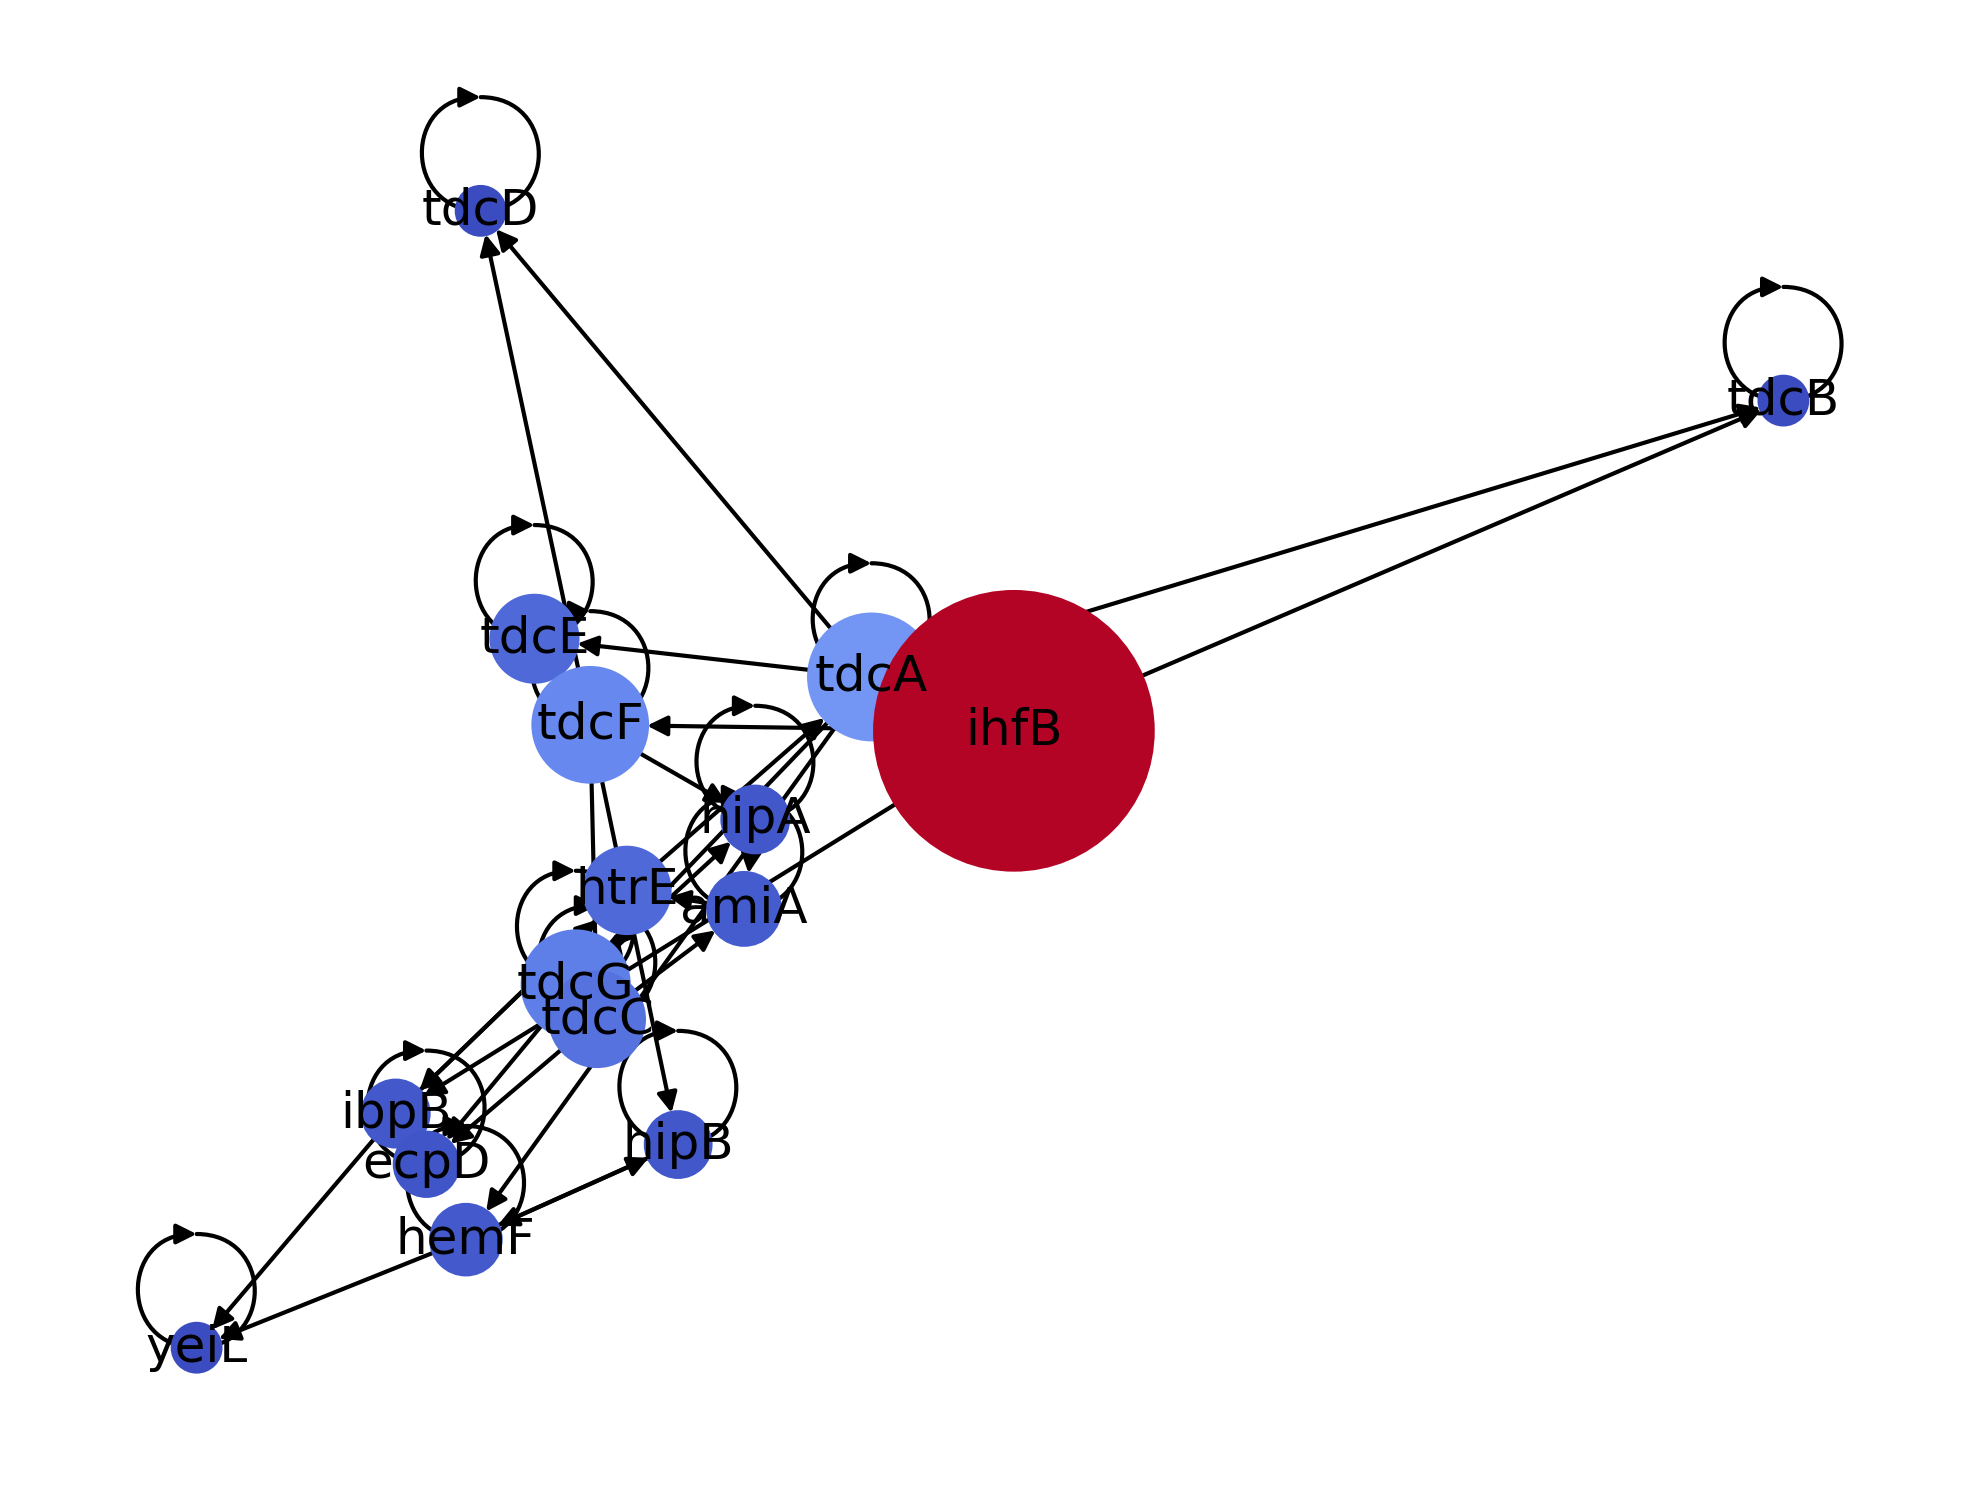 tdcD
tdcB
tdcE
tdcA
tdcF
ihfB
hipA
htrE
amiA
tdcG
tdcC
ibpB
hipB
ecpD
hemF
yeiL